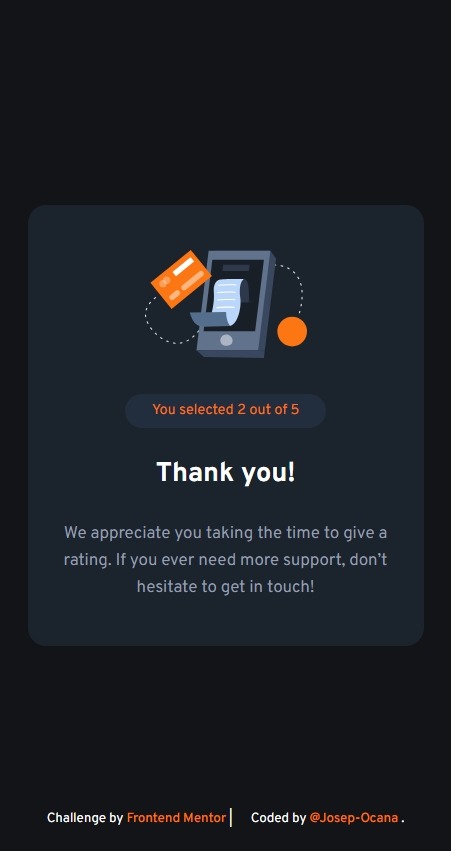 You selected 2 out of 5
Thank you!
We appreciate you taking the time to give a
rating. If you ever need more support, don’t
hesitate to get in touch!
Challenge by Frontend Mentor | Coded by @Josep-Ocana .